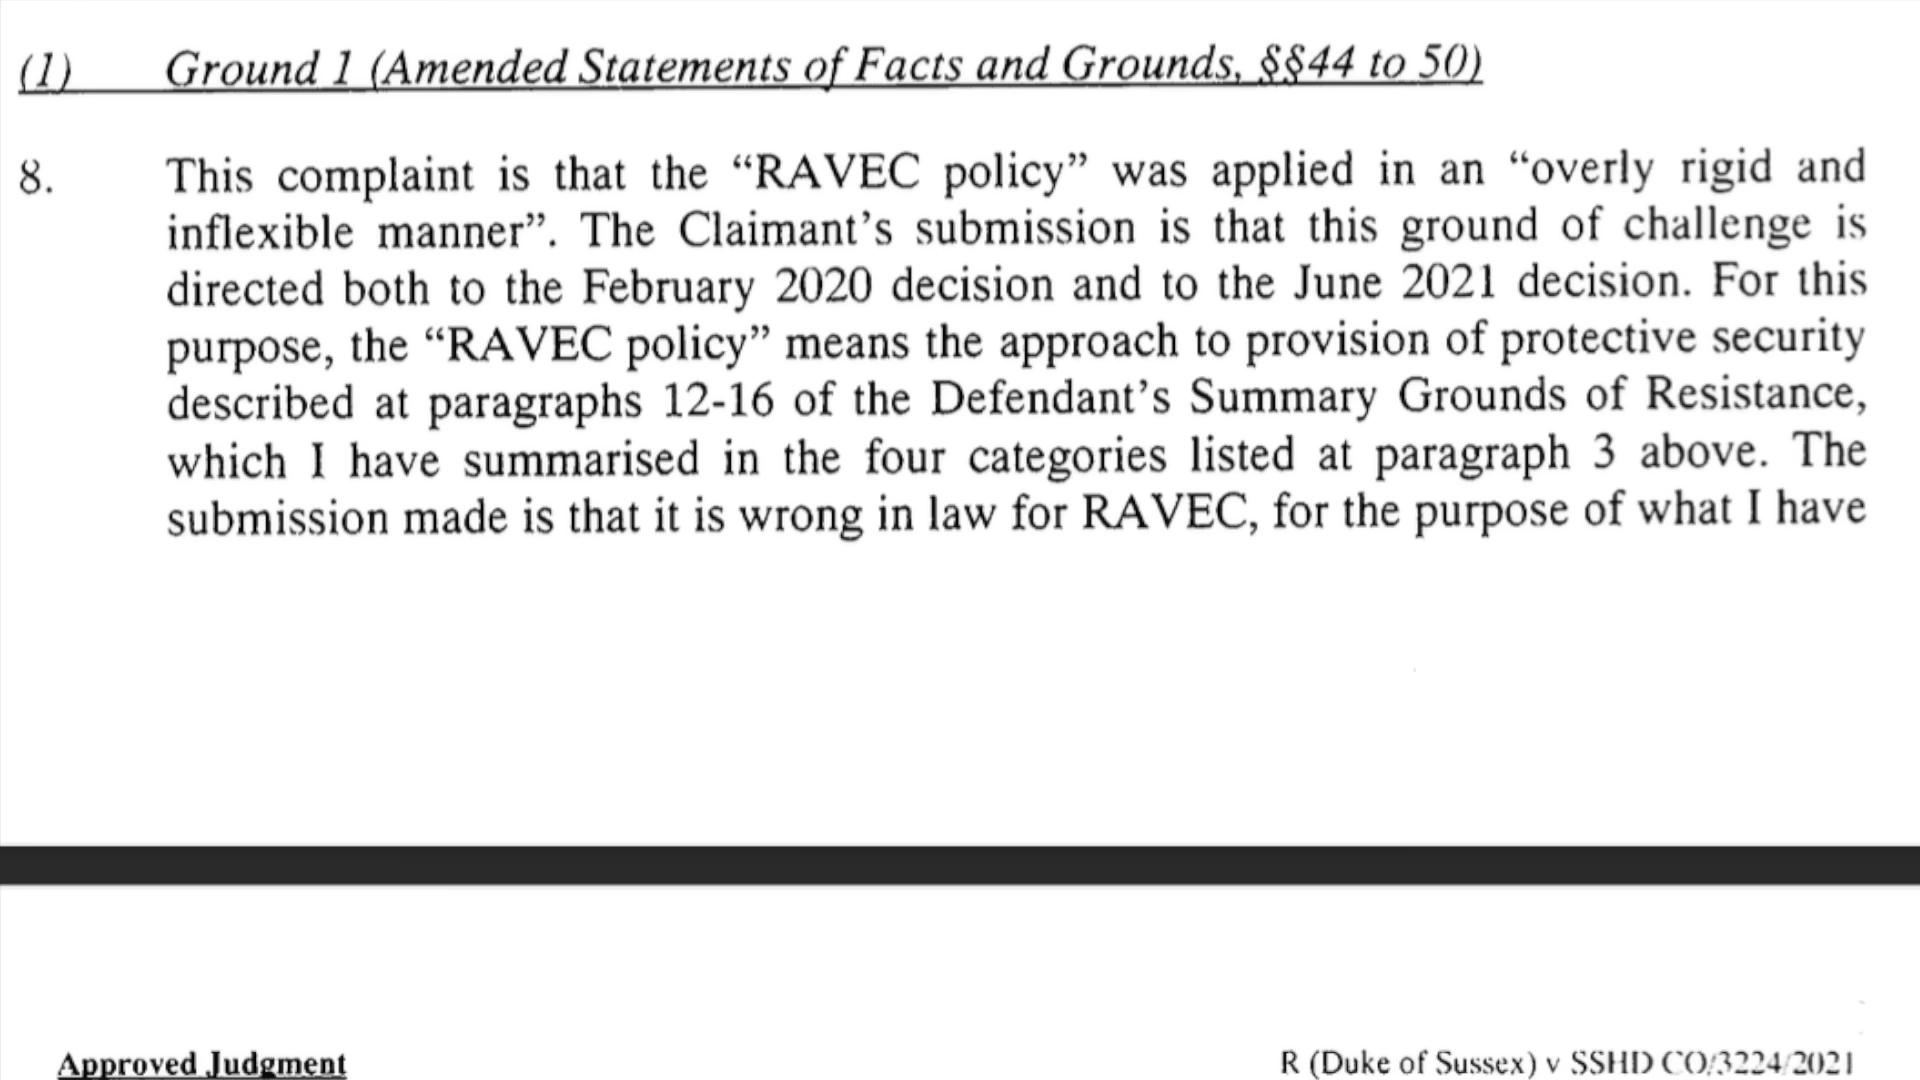 (1) Ground 1 (Amended Statements of Facts and Grounds, §§44 to 50)
8. This complaint is that the “RAVEC policy” was applied in an “overly rigid and
inflexible manner”. The Claimant’s submission is that this ground of challenge is
directed both to the February 2020 decision and to the June 2021 decision. For this
purpose, the “RAVEC policy” means the approach to provision of protective security
described at paragraphs 12-16 of the Defendant’s Summary Grounds of Resistance,
which I have summarised in the four categories listed at paragraph 3 above. The
submission made is that it is wrong in law for RAVEC, for the purpose of what I have
Approved Judgment
R (Duke of Sussex) v SSHD CO/3224/2021